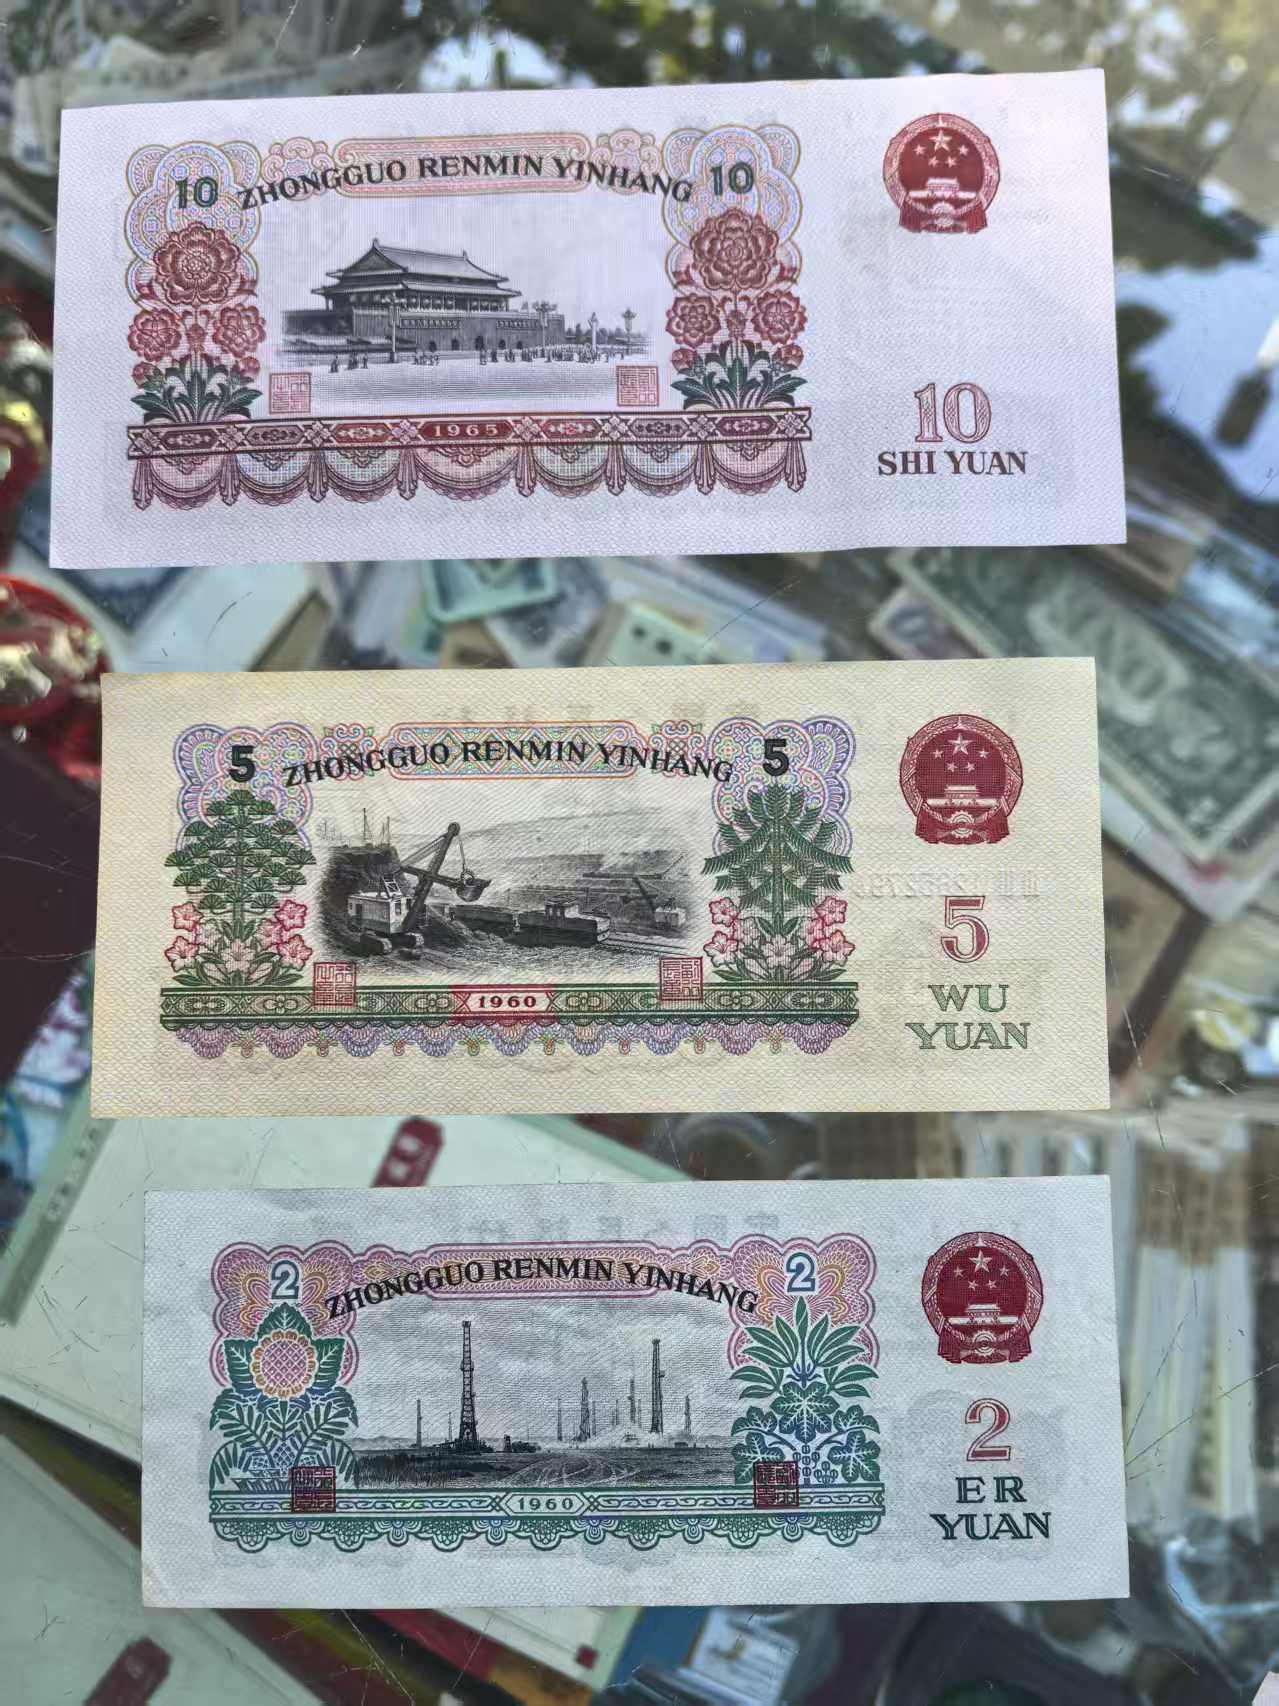 10 ZHONGGUO RENMIN YINHANG 10
1965
10
SHI YUAN
5 ZHONGGUO RENMIN YINHANG 5
1960
5
WU
YUAN
2 ZHONGGUO RENMIN YINHANG 2
1960
2
ER
YUAN